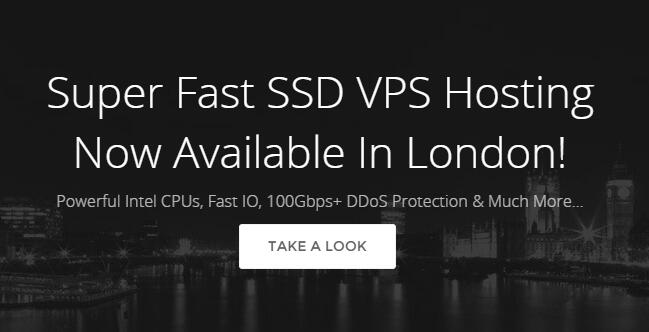 Super Fast SSD VPS Hosting
Now Available In London!
Powerful Intel CPUs, Fast IO, 100Gbps+ DDoS Protection & Much More...
TAKE A LOOK